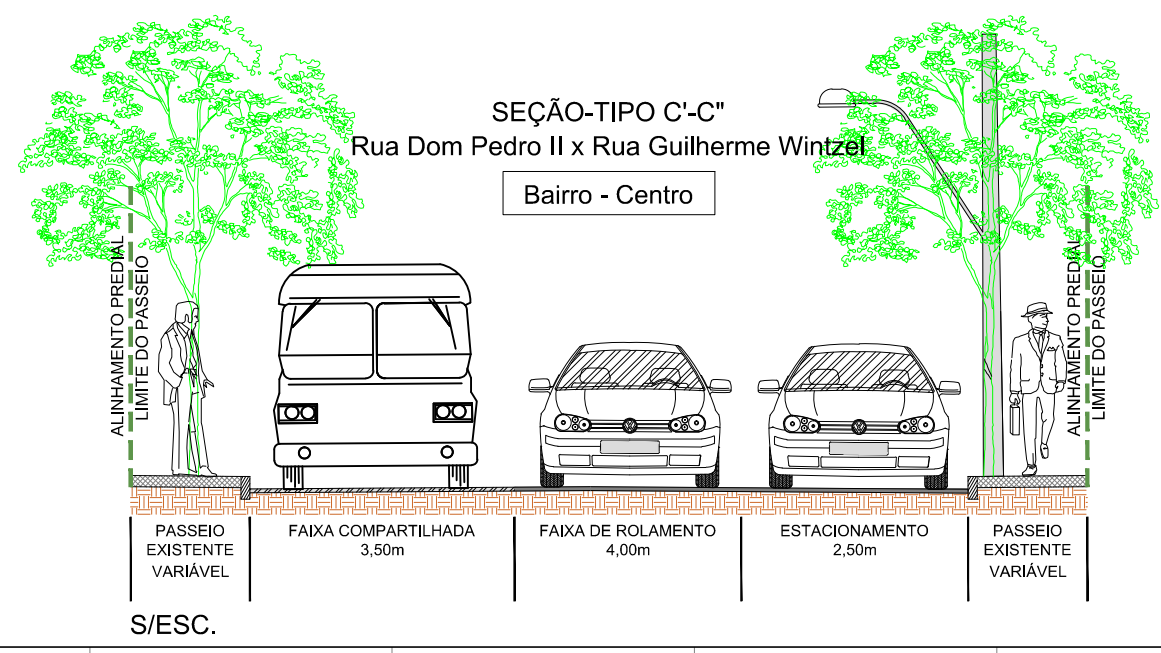 SEÇÃO-TIPO C'-C"
Rua Dom Pedro II x Rua Guilherme Wintzel
Bairro - Centro
ALINHAMENTO PREDIAL
LIMITE DO PASSEIO
ALINHAMENTO PREDIAL
LIMITE DO PASSEIO
PASSEIO
EXISTENTE
VARIÁVEL
FAIXA COMPARTILHADA
3,50m
FAIXA DE ROLAMENTO
4,00m
ESTACIONAMENTO
2,50m
PASSEIO
EXISTENTE
VARIÁVEL
S/ESC.